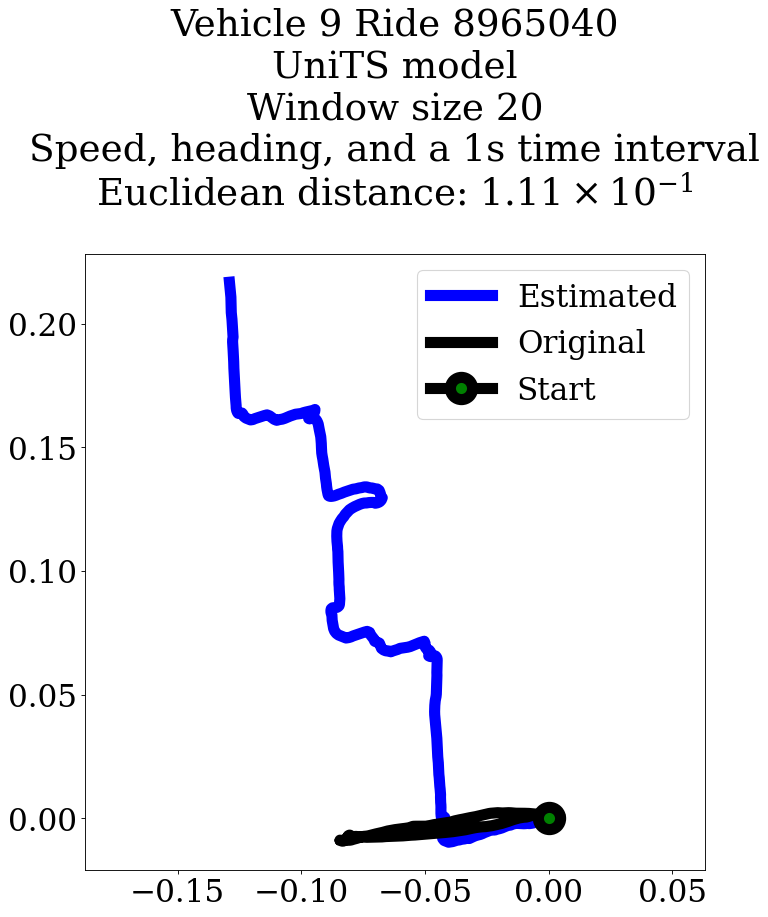 Vehicle 9 Ride 8965040
UniTS model
Window size 20
Speed, heading, and a 1s time interval
Euclidean distance: 1.11 × 10⁻¹
Estimated
Original
Start
0.20
0.15
0.10
0.05
0.00
−0.15 −0.10 −0.05 0.00 0.05